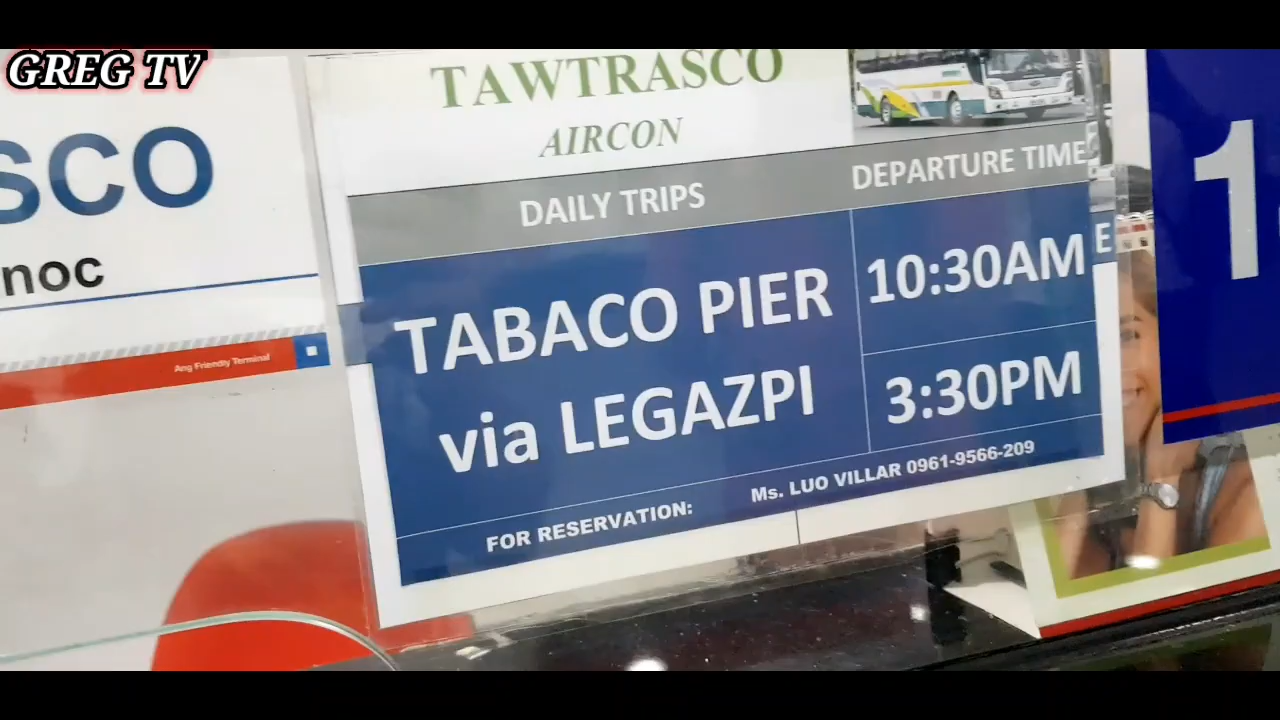 GREG TV
SCO
noc
Ang Friendly Terminal
TAWTRASCO
AIRCON
DAILY TRIPS
DEPARTURE TIME
TABACO PIER
via LEGAZPI
10:30AM
3:30PM
FOR RESERVATION:
Ms. LUO VILLAR 0961-9566-209
E
1